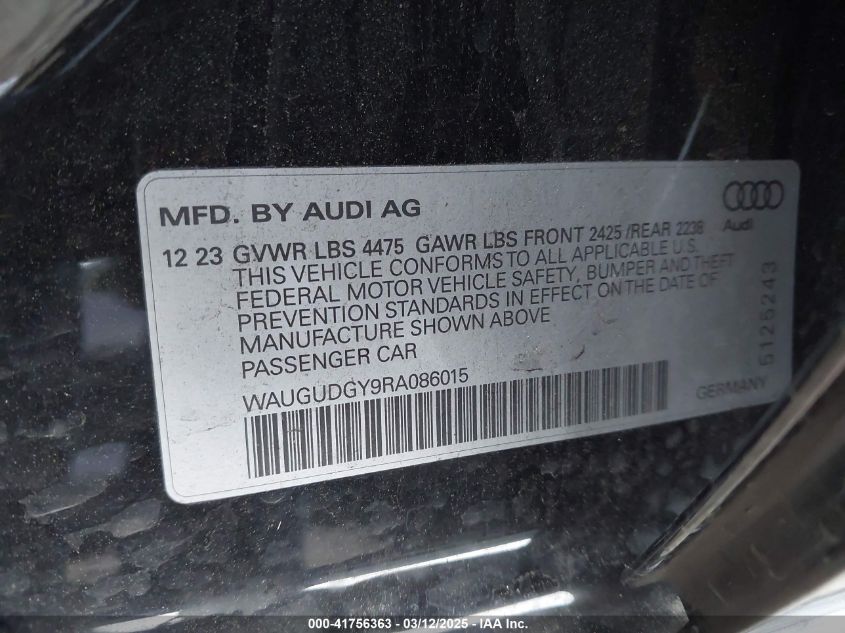 MFD. BY AUDI AG
Audi
12 23 GVWR LBS 4475 GAWR LBS FRONT 2425 /REAR 2238
THIS VEHICLE CONFORMS TO ALL APPLICABLE U.S.
FEDERAL MOTOR VEHICLE SAFETY, BUMPER AND THEFT
PREVENTION STANDARDS IN EFFECT ON THE DATE OF
MANUFACTURE SHOWN ABOVE
PASSENGER CAR
WAUGUDGY9RA086015
GERMANY
5125243
000-41756363 - 03/12/2025 - IAAI Inc.